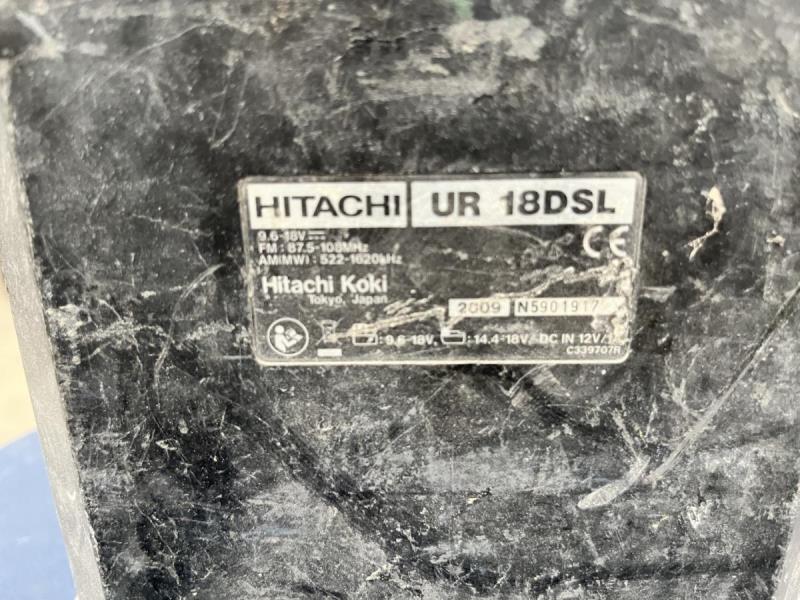 HITACHI UR 18DSL
9.6-18V
FM : 87.5-108MHz
AM(MW) : 522-1620kHz
Hitachi Koki
Tokyo, Japan
2009 N5901917
: 9.6-18V, : 14.4-18V/ DC IN 12V/
C339707R